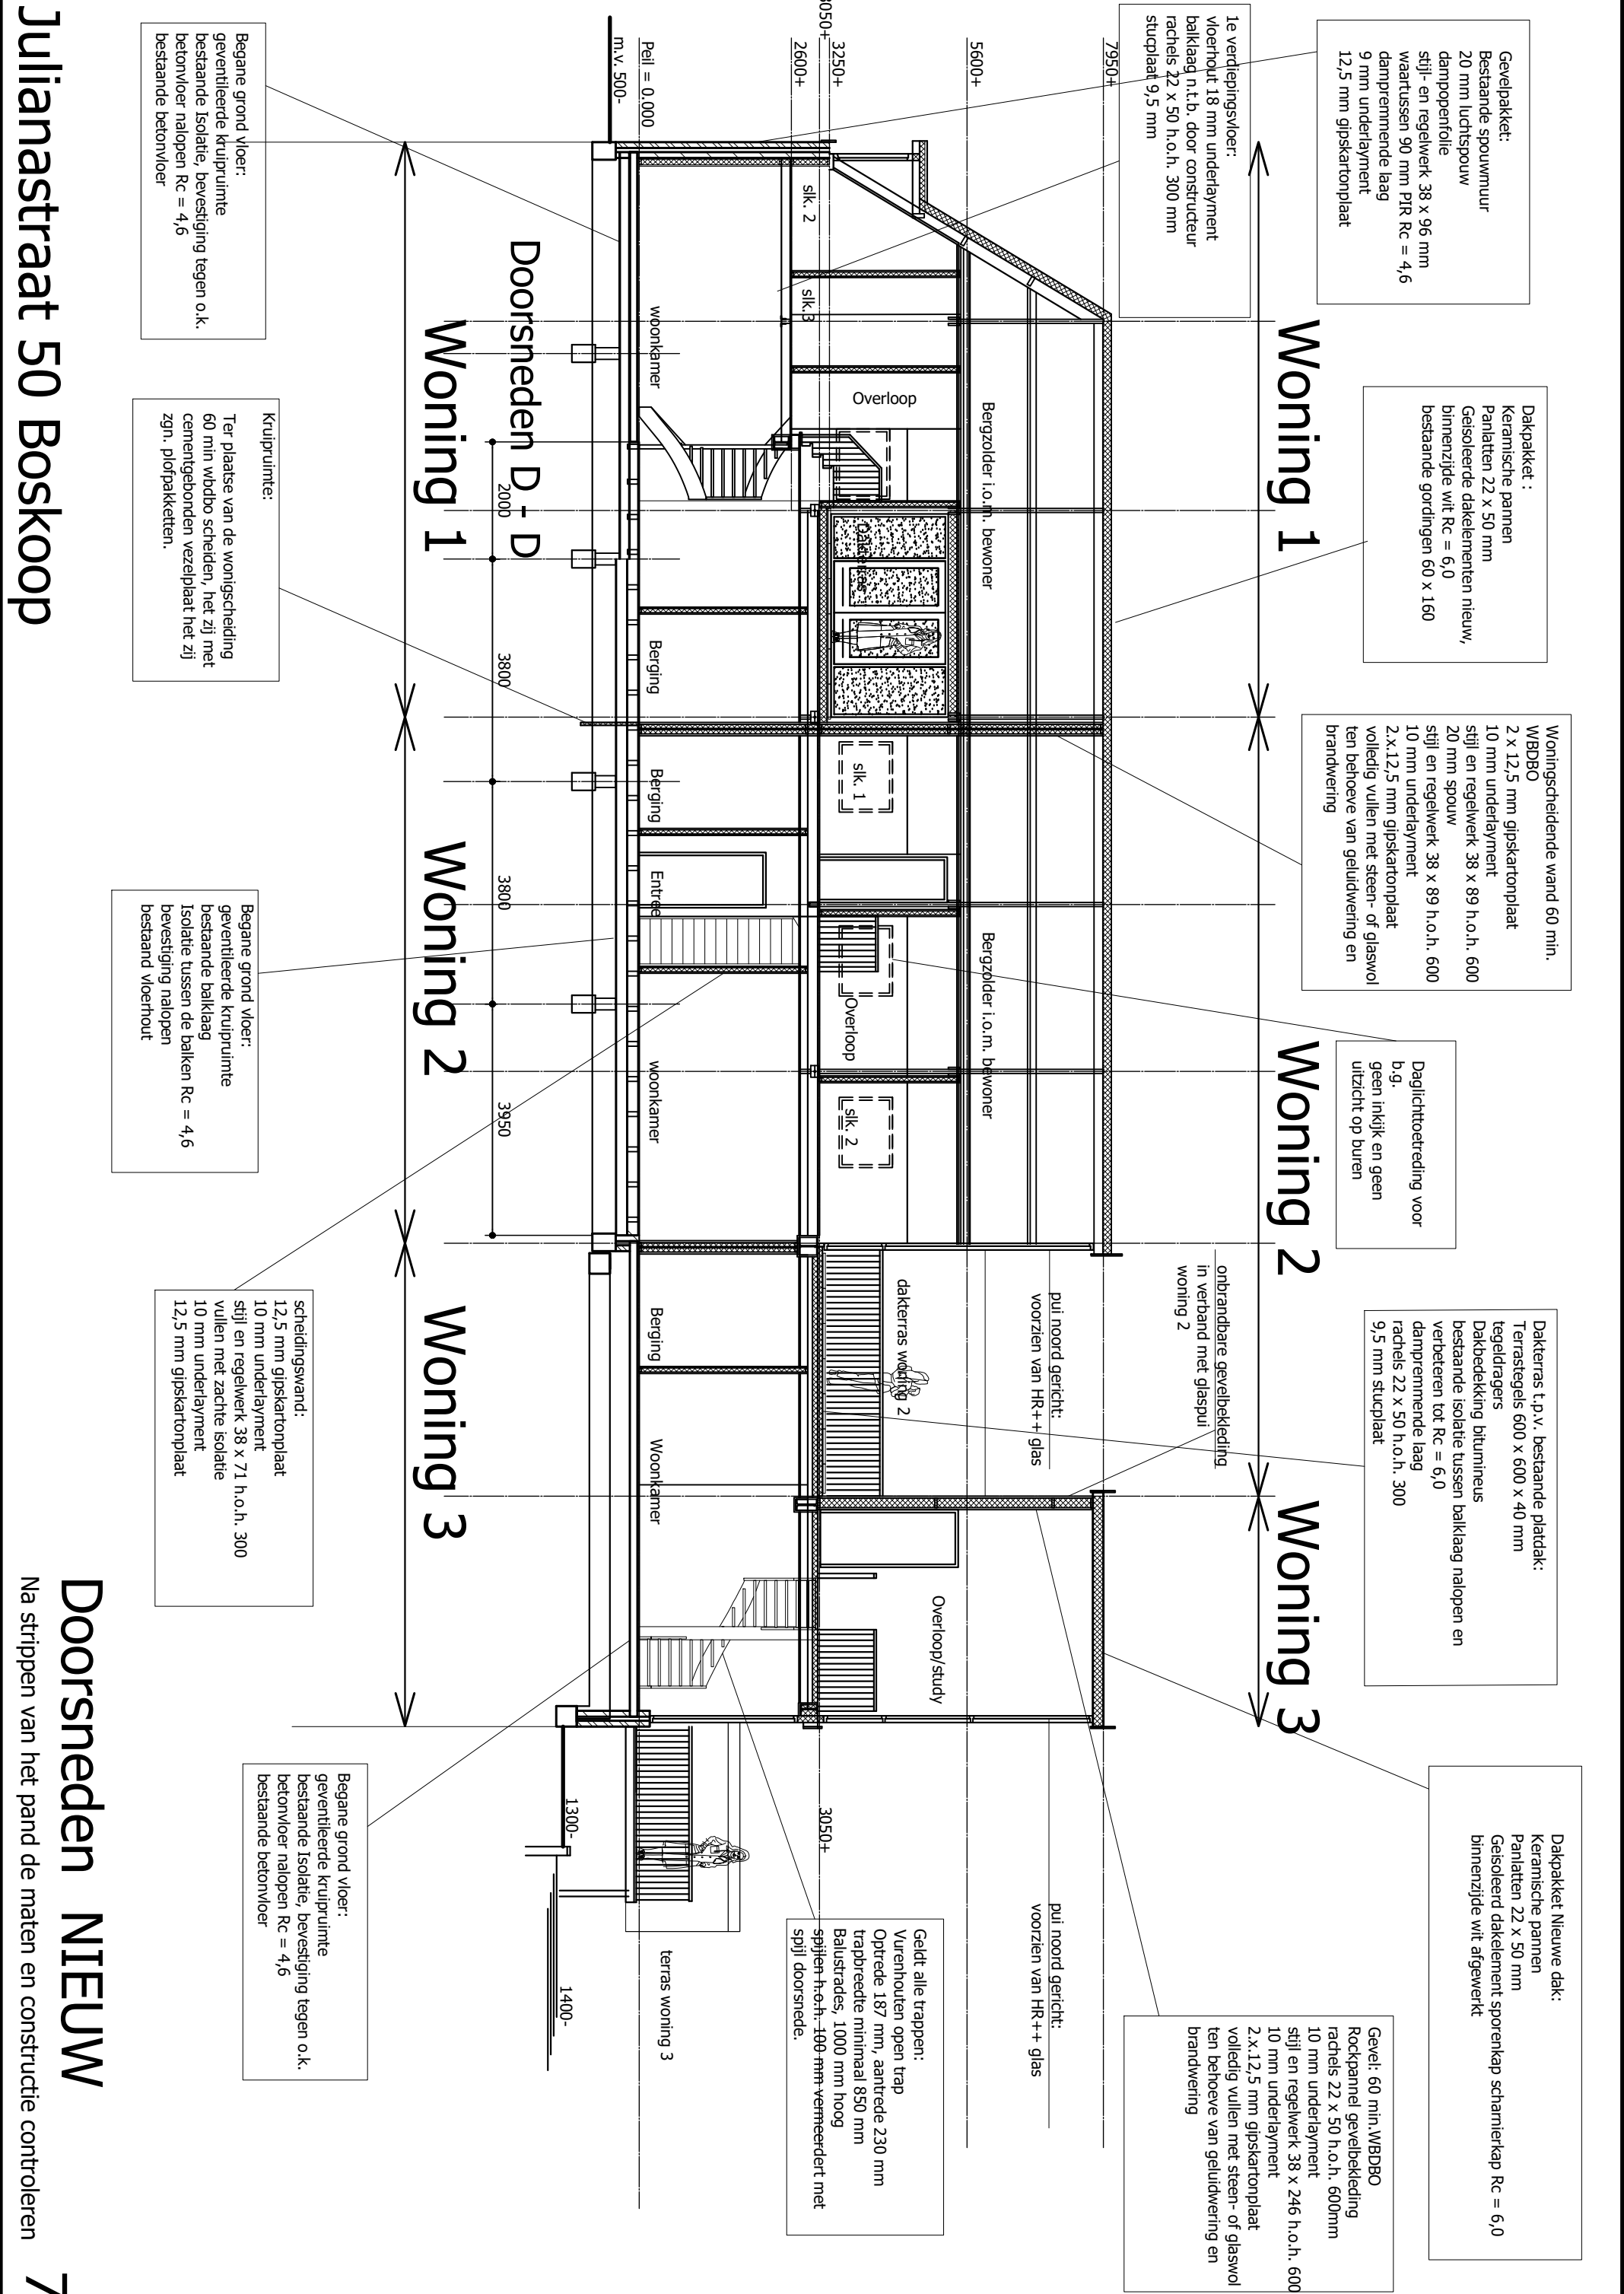 Gevelpakket:
Bestaande spouwmuur
20 mm luchtspouw
dampopenfolie
stijl- en regelwerk 38 x 96 mm
waartussen 90 mm PIR Rc = 4,6
dampremmende laag
9 mm underlayment
12,5 mm gipskartonplaat
Dakpakket :
Keramische pannen
Panlatten 22 x 50 mm
Geisoleerde dakelementen nieuw,
binnenzijde wit Rc = 6,0
bestaande gordingen 60 x 160
Woningscheidende wand 60 min.
WBDBO
2 x 12,5 mm gipskartonplaat
10 mm underlayment
stijl en regelwerk 38 x 89 h.o.h. 600
20 mm spouw
stijl en regelwerk 38 x 89 h.o.h. 600
10 mm underlayment
2.x.12,5 mm gipskartonplaat
volledig vullen met steen- of glaswol
ten behoeve van geluidwering en
brandwering
Daglichttoetreding voor
b.g.
geen inkijk en geen
uitzicht op buren
Dakterras t.p.v. bestaande platdak:
Terrastegels 600 x 600 x 40 mm
tegeldragers
Dakbedekking bitumineus
bestaande isolatie tussen balklaag nalopen en
verbeteren tot Rc = 6,0
dampremmende laag
rachels 22 x 50 h.o.h. 300
9,5 mm stucplaat
Dakpakket Nieuwe dak:
Keramische pannen
Panlatten 22 x 50 mm
Geisoleerd dakelement sporenkap scharnierkap Rc = 6,0
binnenzijde wit afgewerkt
Gevel: 60 min.WBDBO
Rockpannel gevelbekleding
rachels 22 x 50 h.o.h. 600mm
10 mm underlayment
stijl en regelwerk 38 x 246 h.o.h. 600
10 mm underlayment
2.x.12,5 mm gipskartonplaat
volledig vullen met steen- of glaswol
ten behoeve van geluidwering en
brandwering
1e verdiepingsvloer:
vloerhout 18 mm underlayment
balklaag n.t.b. door constructeur
rachels 22 x 50 h.o.h. 300 mm
stucplaat 9,5 mm
Woning 1
Woning 2
Woning 3
onbrandbare gevelbekleding
in verband met glaspui
woning 2
pui noord gericht:
voorzien van HR++ glas
pui noord gericht:
voorzien van HR++ glas
7950+
5600+
3250+
3050+
2600+
Peil = 0.000
m.v. 500-
Bergzolder i.o.m. bewoner
Bergzolder i.o.m. bewoner
slk. 2
slk.3
Overloop
Dakterras
slk. 1
Overloop
slk. 2
dakterras woning 2
Overloop/study
3050+
woonkamer
Berging
Berging
Entree
woonkamer
Berging
Woonkamer
terras woning 3
1300-
1400-
Geldt alle trappen:
Vurenhouten open trap
Optrede 187 mm, aantrede 230 mm
trapbreedte minimaal 850 mm
Balustrades, 1000 mm hoog
spijlen h.o.h. 100 mm vermeerdert met
spijl doorsnede.
Doorsneden D - D
2000
3800
3800
3950
Woning 1
Woning 2
Woning 3
Begane grond vloer:
geventileerde kruipruimte
bestaande Isolatie, bevestiging tegen o.k.
betonvloer nalopen Rc = 4,6
bestaande betonvloer
Kruipruimte:
Ter plaatse van de wonigscheiding
60 min wbdbo scheiden, het zij met
cementgebonden vezelplaat het zij
zgn. plofpakketten.
Begane grond vloer:
geventileerde kruipruimte
bestaande balklaag
Isolatie tussen de balken Rc = 4,6
bevestiging nalopen
bestaand vloerhout
scheidingswand:
12,5 mm gipskartonplaat
10 mm underlayment
stijl en regelwerk 38 x 71 h.o.h. 300
vullen met zachte isolatie
10 mm underlayment
12,5 mm gipskartonplaat
Begane grond vloer:
geventileerde kruipruimte
bestaande Isolatie, bevestiging tegen o.k.
betonvloer nalopen Rc = 4,6
bestaande betonvloer
Julianastraat 50 Boskoop
Doorsneden NIEUW
Na strippen van het pand de maten en constructie controleren
7